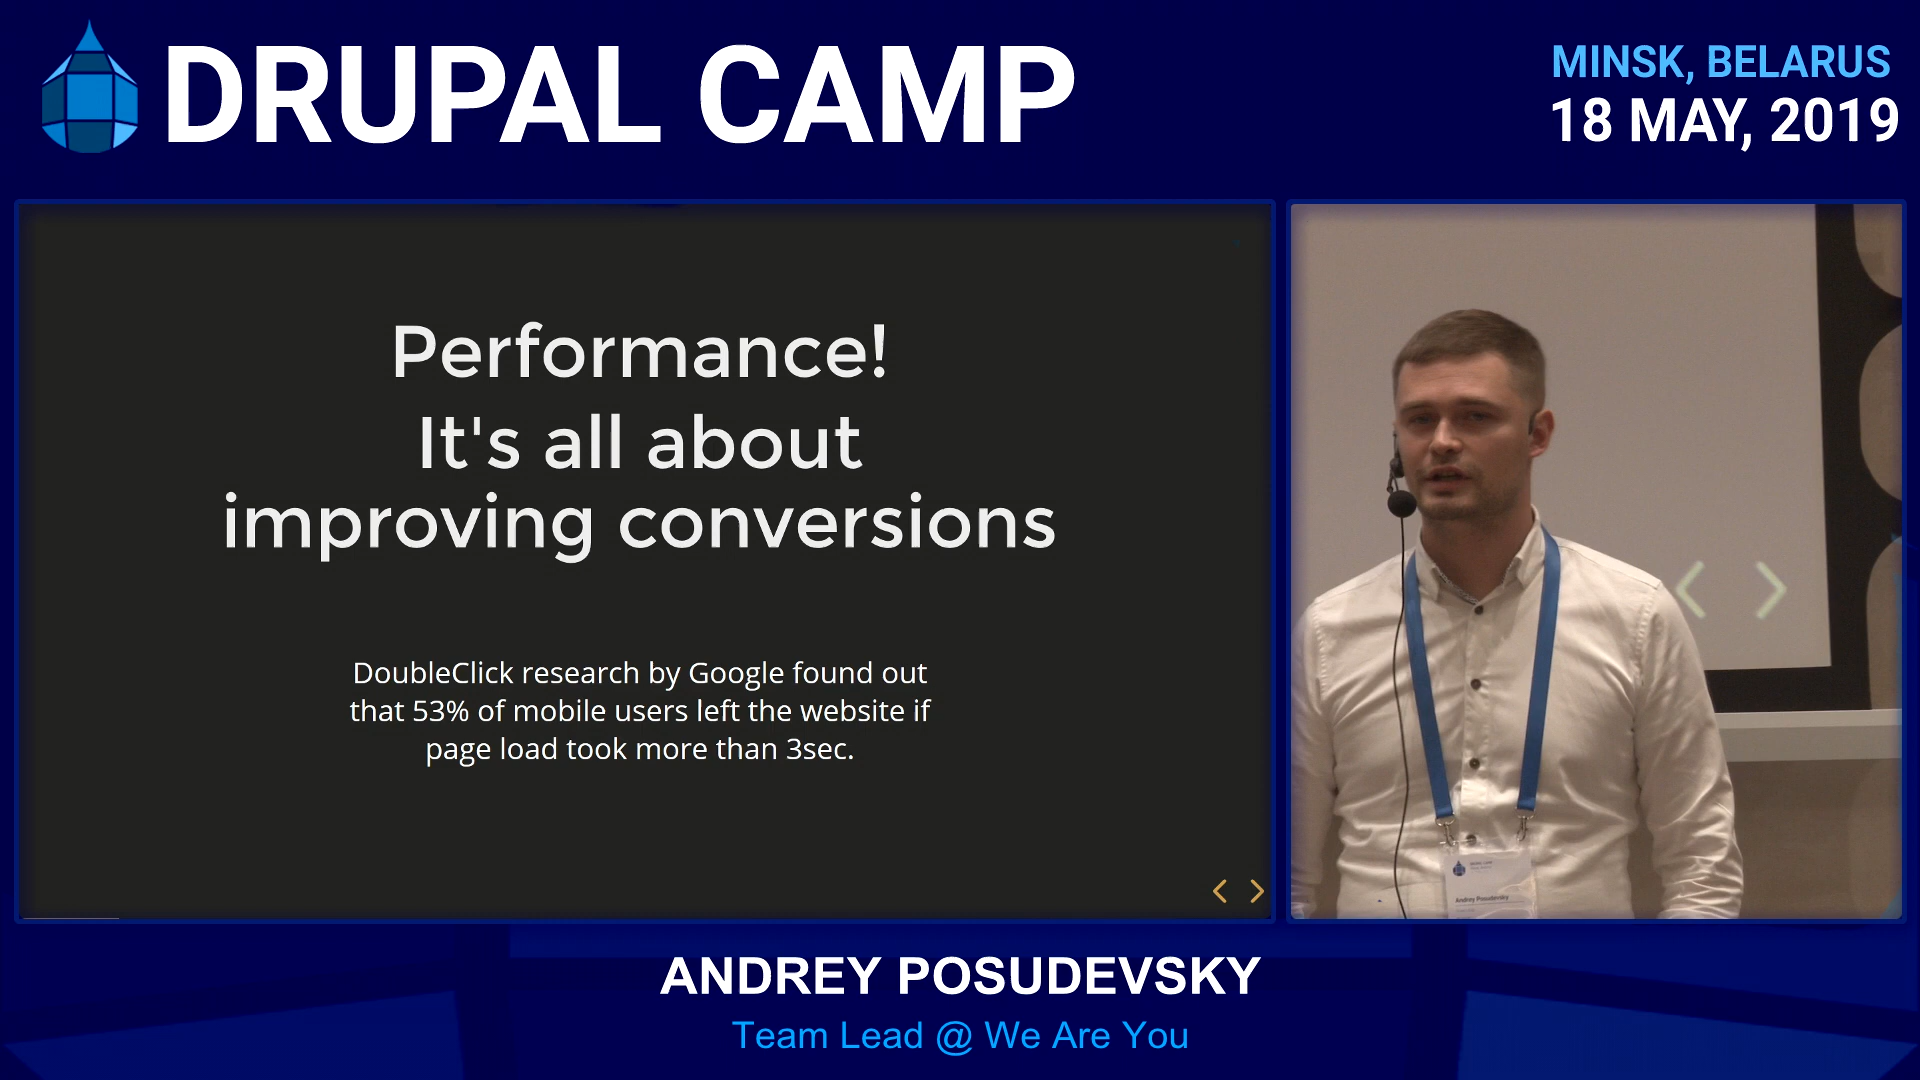 DRUPAL CAMP
MINSK, BELARUS
18 MAY, 2019
Performance!
It's all about
improving conversions
DoubleClick research by Google found out
that 53% of mobile users left the website if
page load took more than 3sec.
Andrey Posudevsky
ANDREY POSUDEVSKY
Team Lead @ We Are You